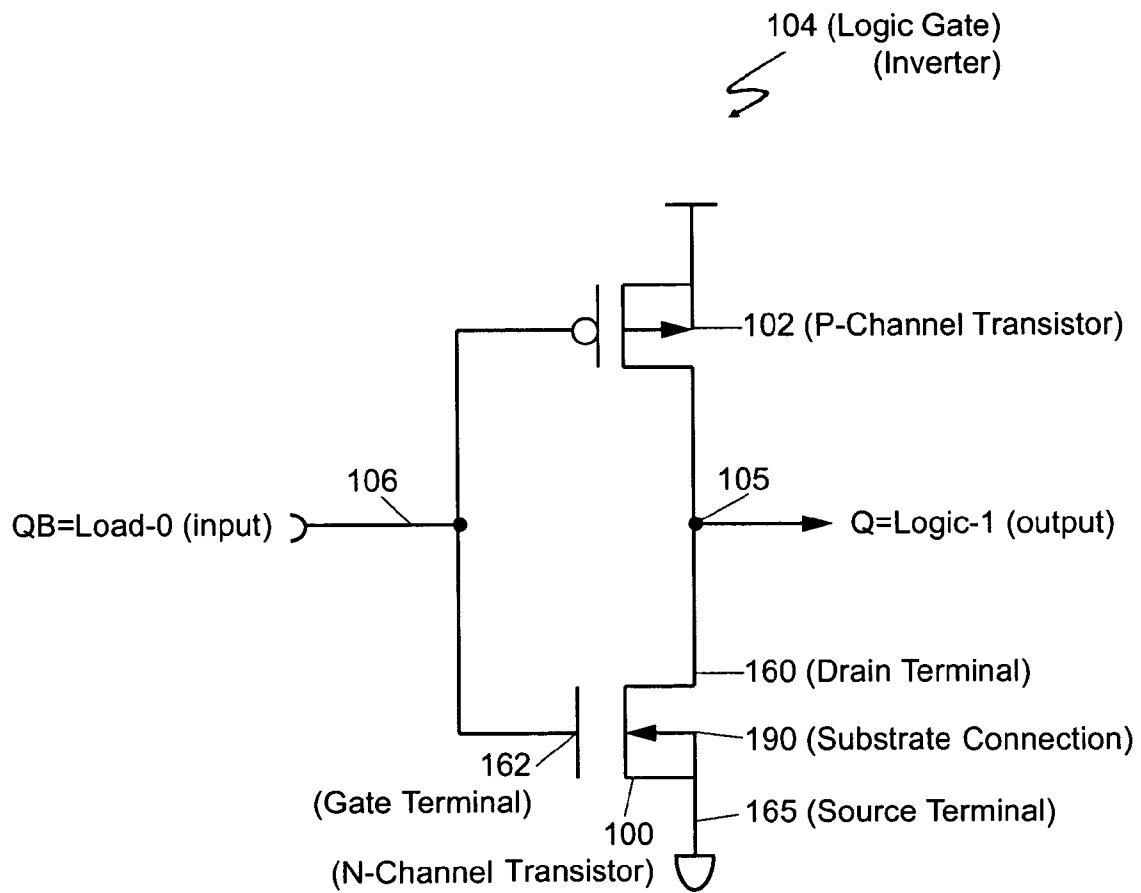 104 (Logic Gate)
(Inverter)
102 (P-Channel Transistor)
106
105
QB=Load-0 (input)
Q=Logic-1 (output)
160 (Drain Terminal)
190 (Substrate Connection)
162
(Gate Terminal)
165 (Source Terminal)
100
(N-Channel Transistor)